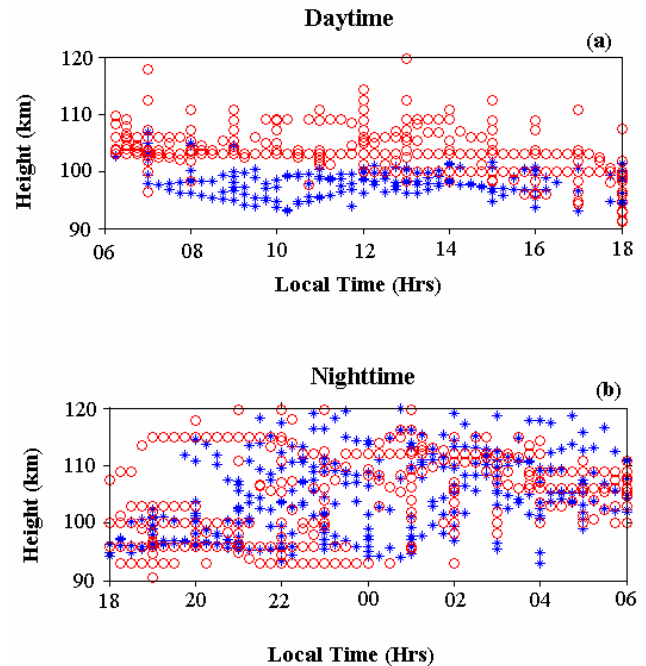 Daytime
(a)
120
110
100
90
Height (km)
06 08 10 12 14 16 18
Local Time (Hrs)
Nighttime
(b)
120
110
100
90
Height (km)
18 20 22 00 02 04 06
Local Time (Hrs)